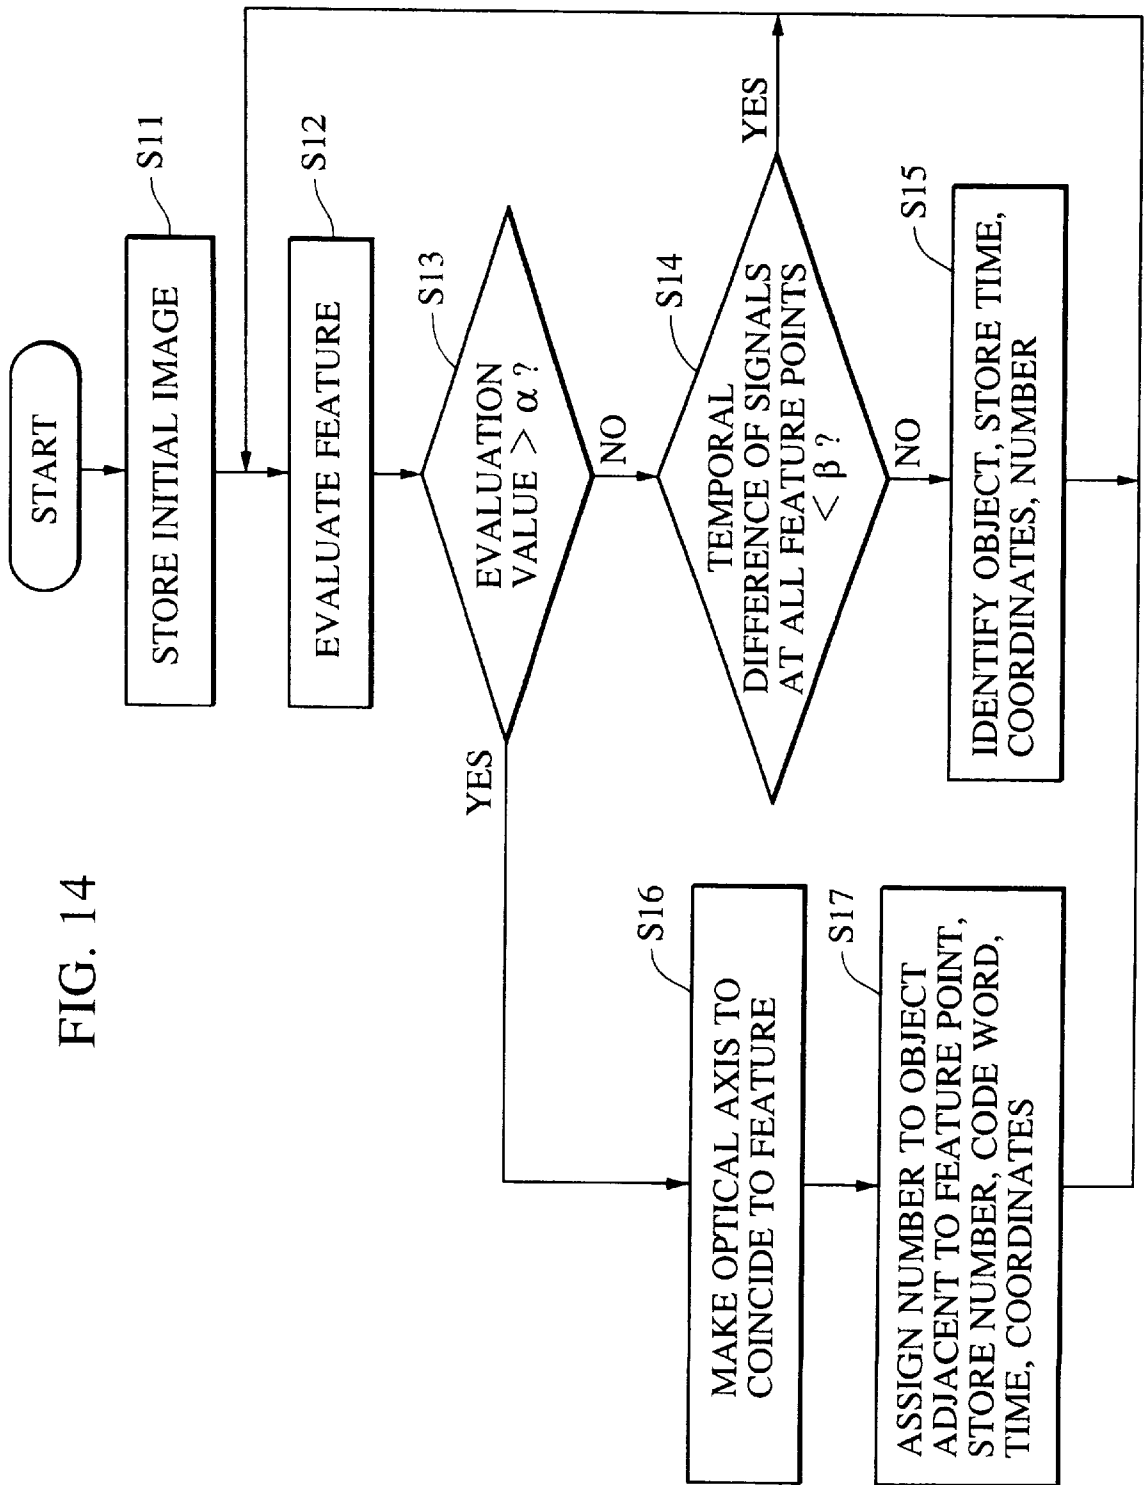 FIG. 14
START
STORE INITIAL IMAGE
S11
EVALUATE FEATURE
S12
EVALUATION
VALUE > α ?
S13
YES
NO
TEMPORAL
DIFFERENCE OF SIGNALS
AT ALL FEATURE POINTS
< β ?
S14
YES
NO
IDENTIFY OBJECT, STORE TIME,
COORDINATES, NUMBER
S15
MAKE OPTICAL AXIS TO
COINCIDE TO FEATURE
S16
ASSIGN NUMBER TO OBJECT
ADJACENT TO FEATURE POINT,
STORE NUMBER, CODE WORD,
TIME, COORDINATES
S17